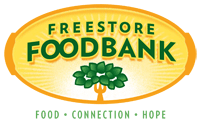 FREESTORE
FOODBANK
FOOD • CONNECTION • HOPE